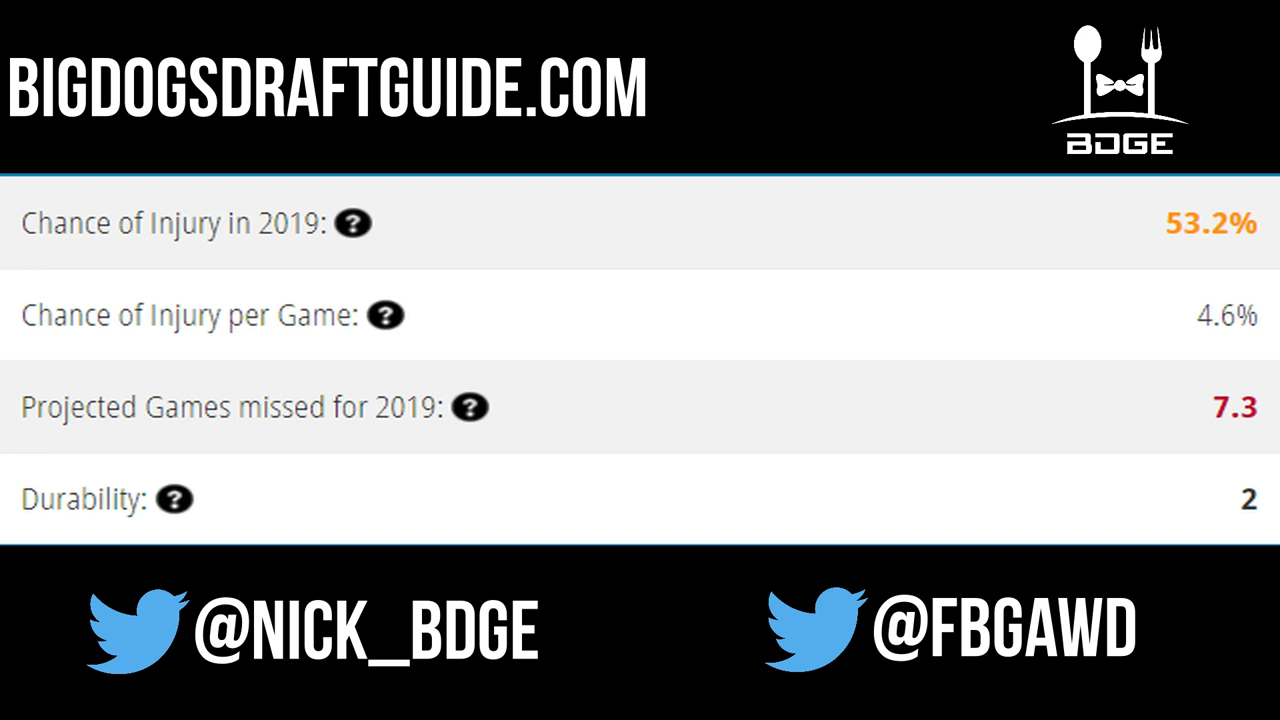 BIGDOGSDRAFTGUIDE.COM
BDGE
Chance of Injury in 2019: ? 53.2%
Chance of Injury per Game: ? 4.6%
Projected Games missed for 2019: ? 7.3
Durability: ? 2
@NICK_BDGE @FBGAWD